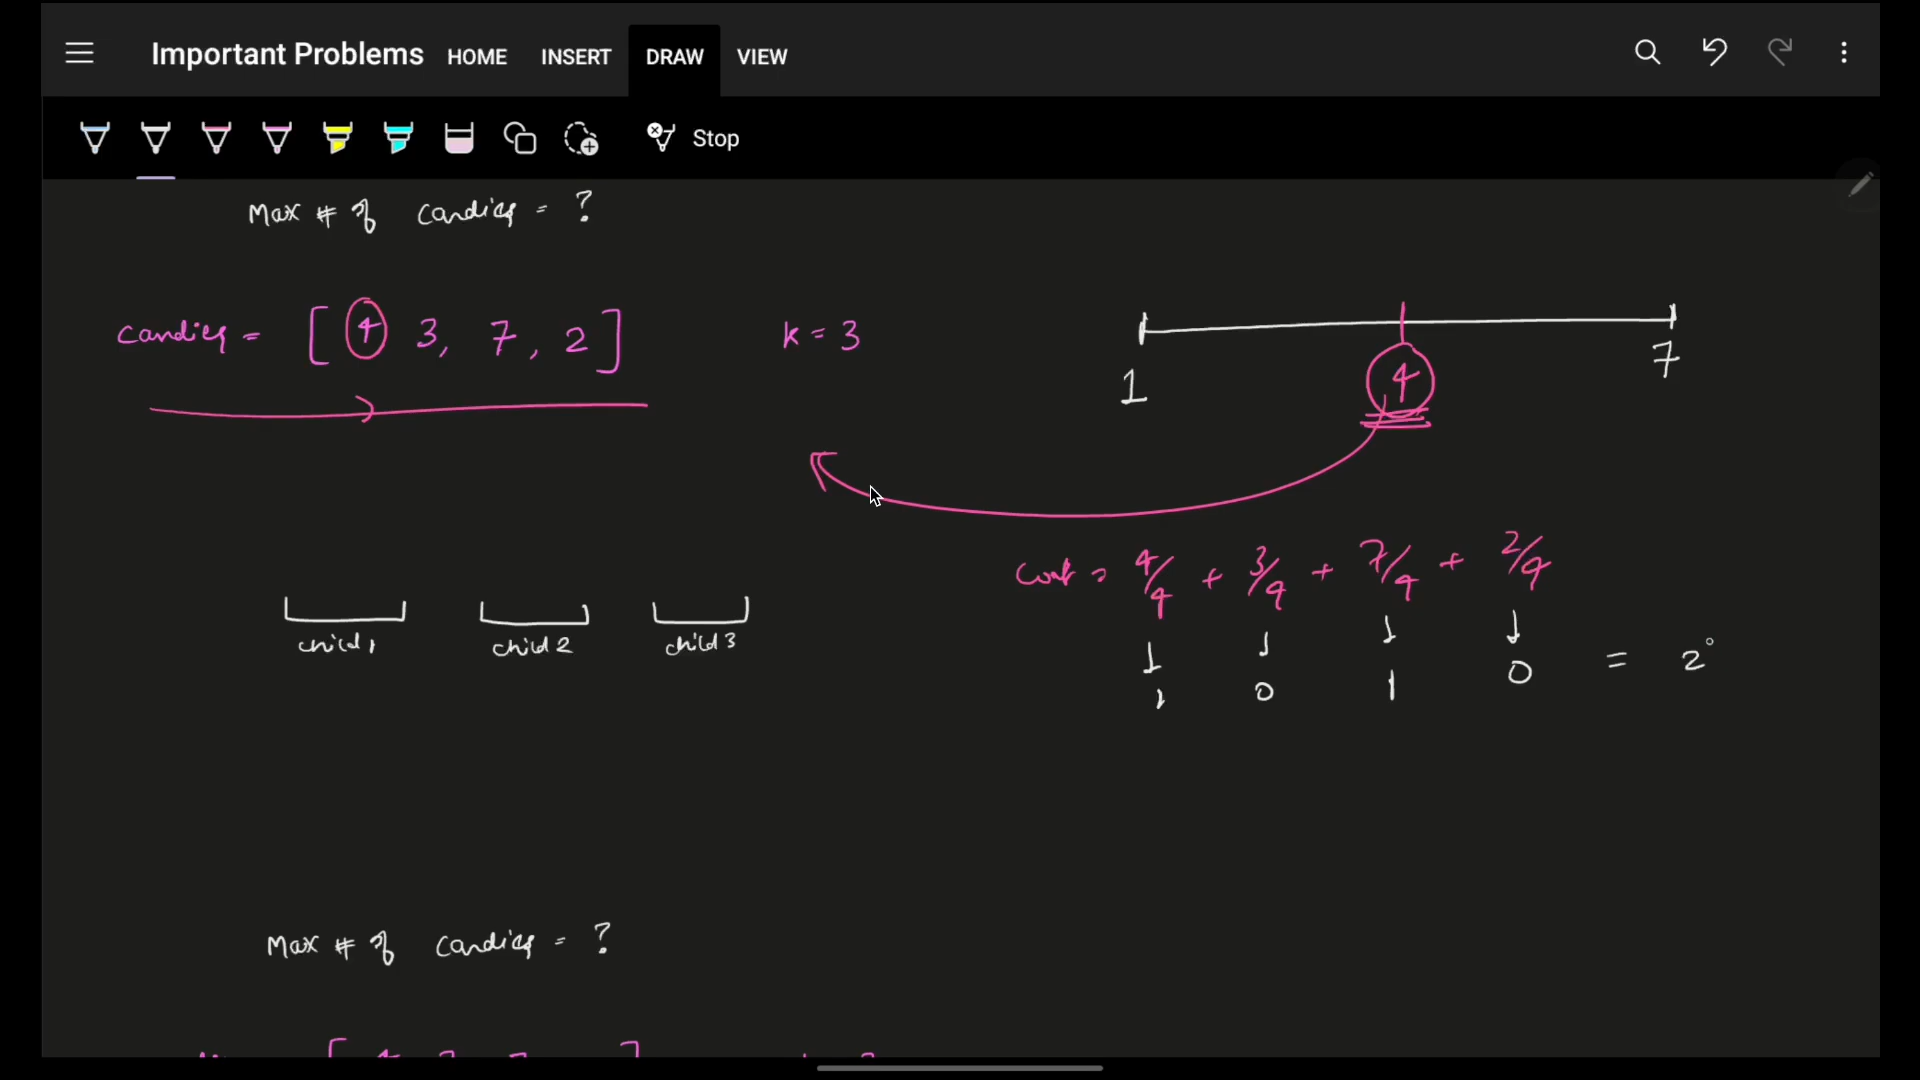 Important Problems HOME INSERT DRAW VIEW
Stop
Max # of candies = ?
candies = [ 4 3, 7, 2 ] k = 3
1 4 7
cont = 4/4 + 3/4 + 7/4 + 2/4
child 1 child 2 child 3
1 0 1 0 = 2
Max # of candies = ?